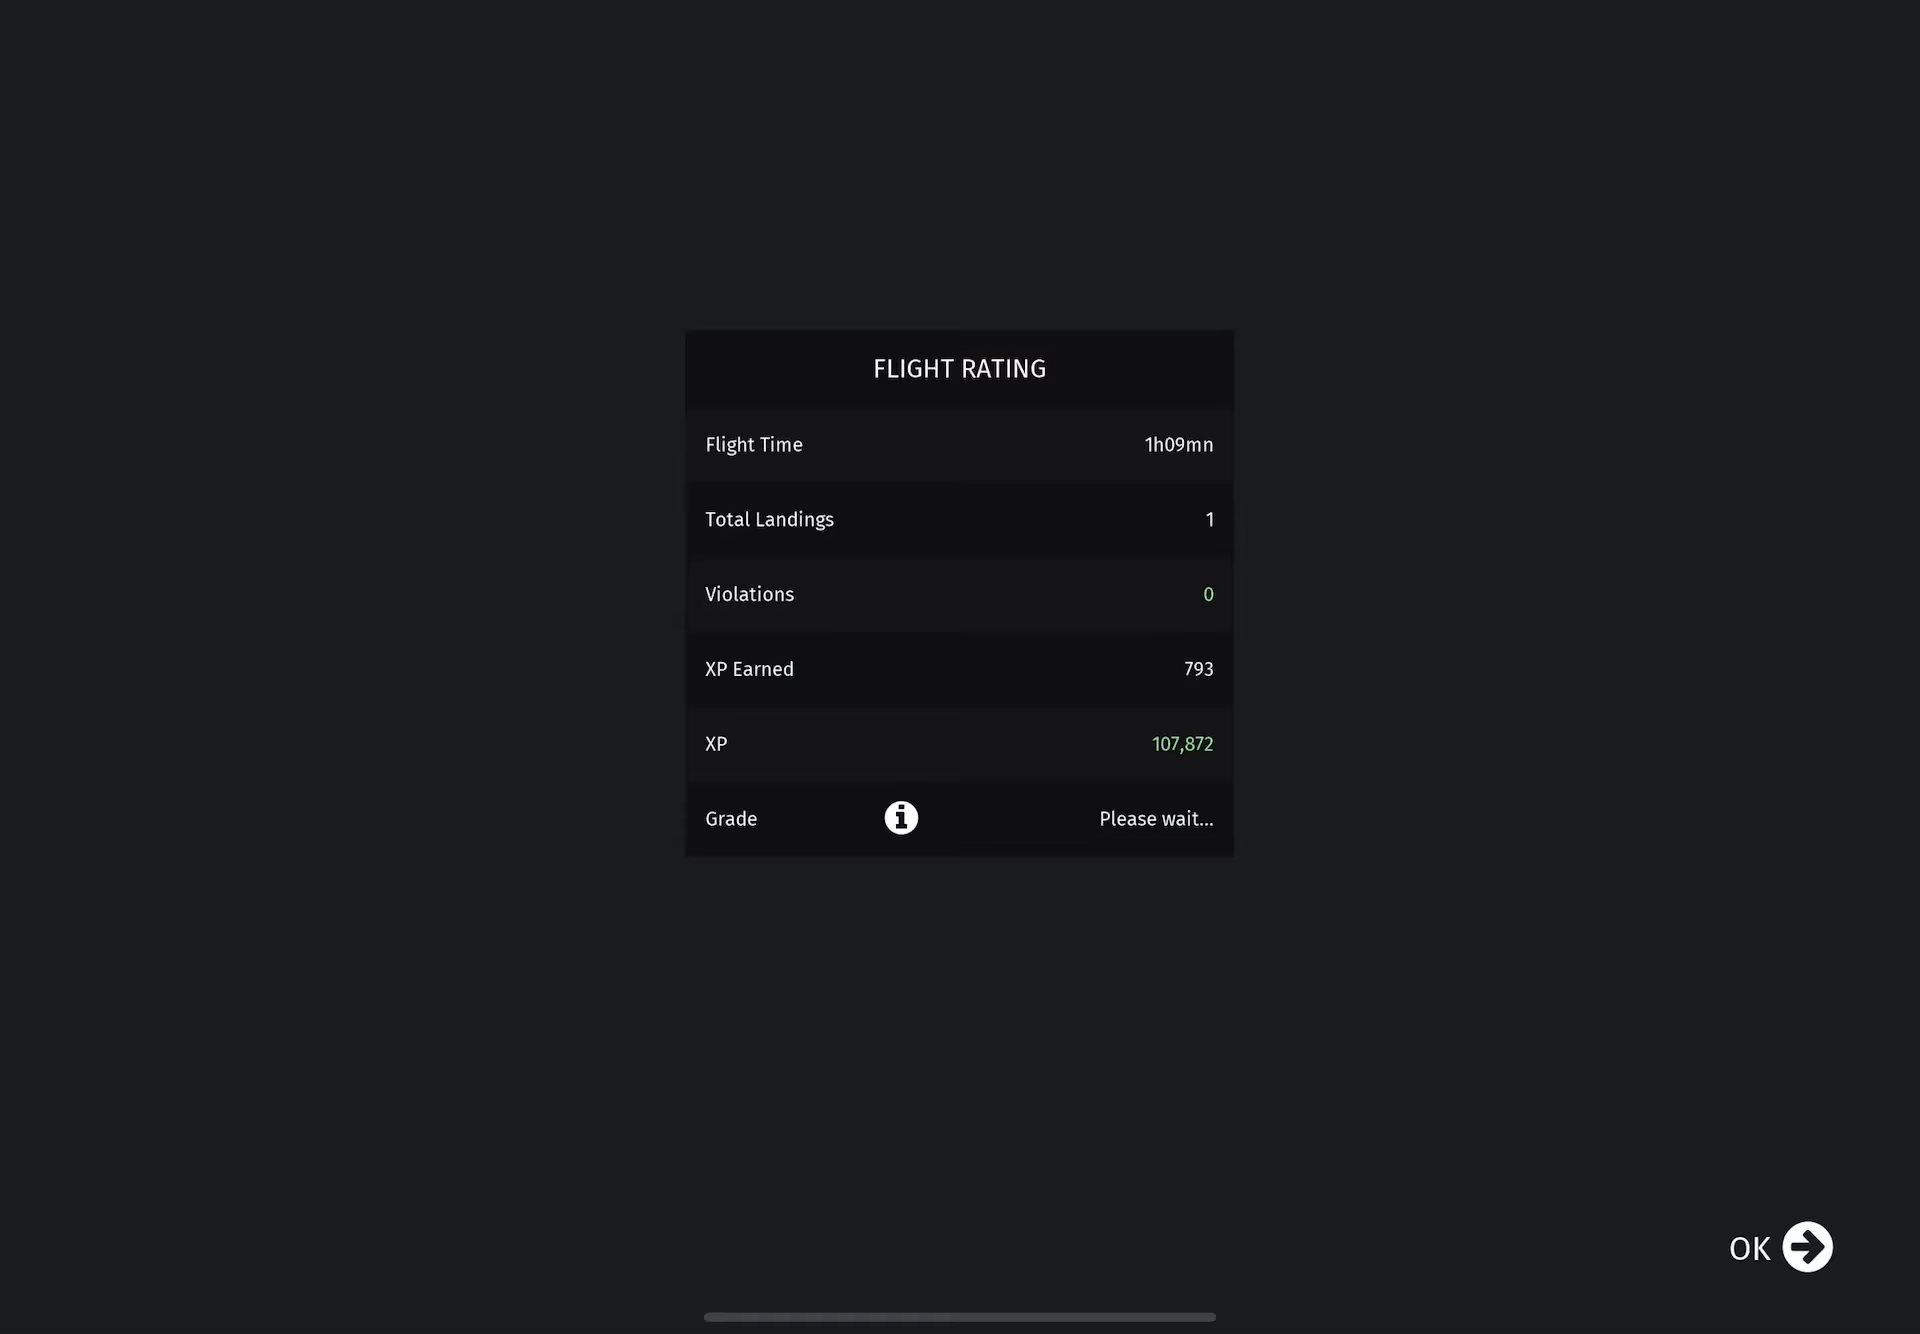 FLIGHT RATING
Flight Time 1h09mn
Total Landings 1
Violations 0
XP Earned 793
XP 107,872
Grade Please wait...
OK